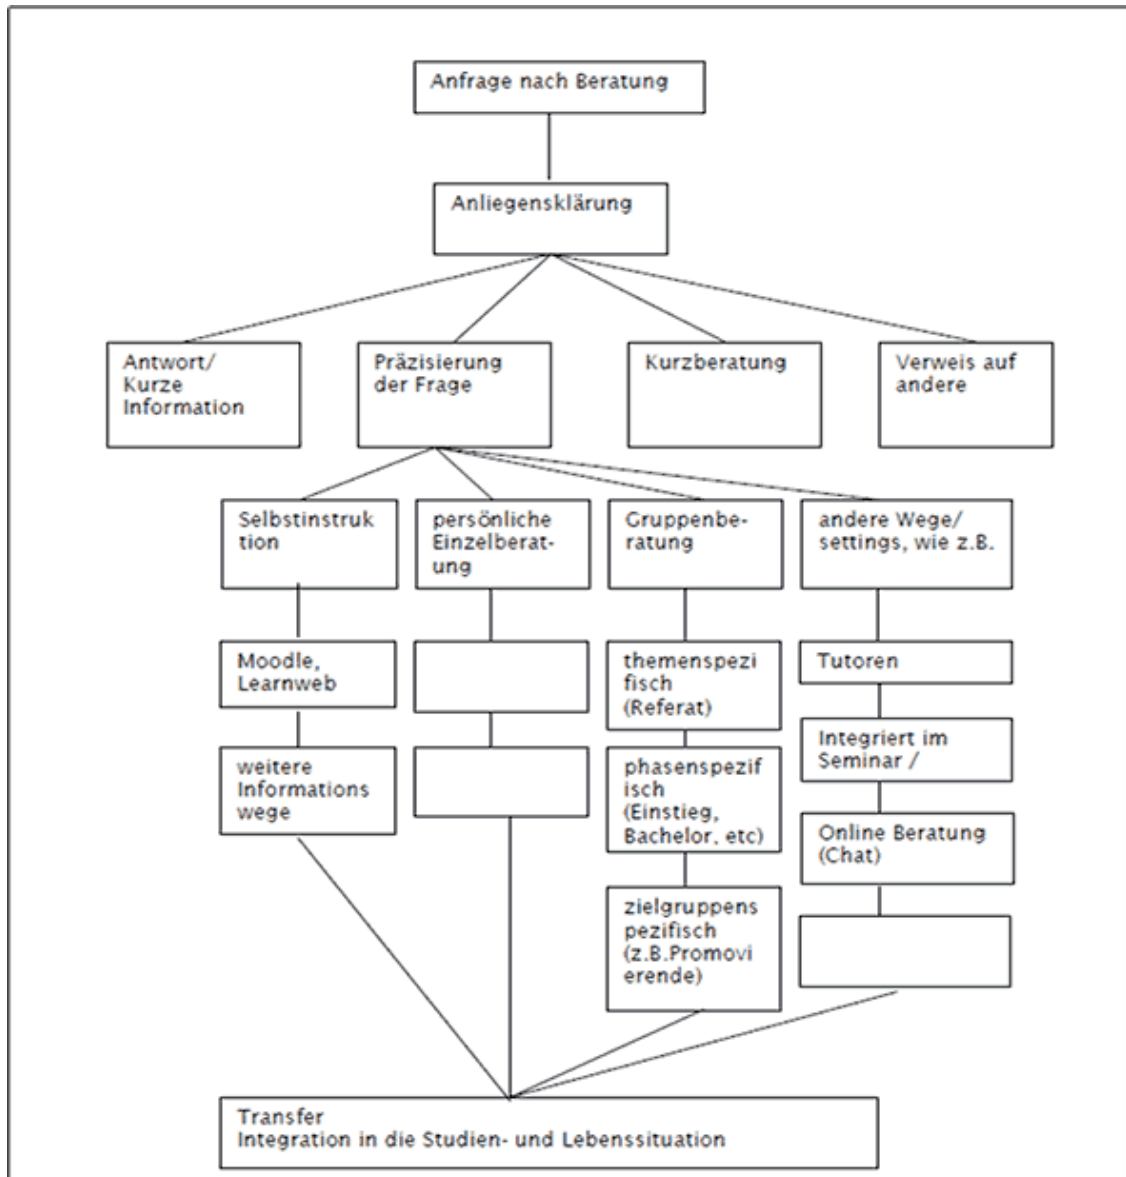 Anfrage nach Beratung
Anliegensklärung
Antwort/
Kurze
Information
Präzisierung
der Frage
Kurzberatung
Verweis auf
andere
Selbstinstruk
tion
persönliche
Einzelberat-
ung
Gruppenbe-
ratung
andere Wege/
settings, wie z.B.
Moodle,
Learnweb
themenspezi
fisch
(Referat)
Tutoren
weitere
Informations
wege
phasenspezif
isch
(Einstieg,
Bachelor, etc)
Integriert im
Seminar /
Online Beratung
(Chat)
zielgruppens
pezifisch
(z.B.Promovi
erende)
Transfer
Integration in die Studien- und Lebenssituation